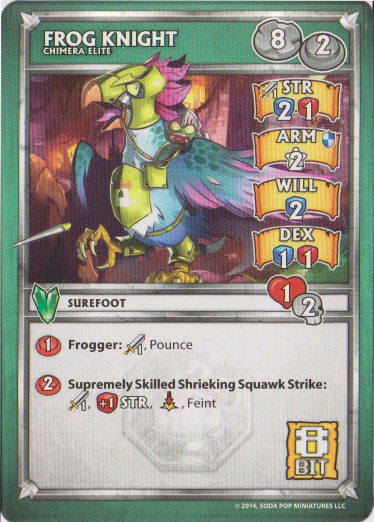 FROG KNIGHT
CHIMERA ELITE
8 2
STR
2 1
ARM
2
WILL
2
DEX
1 1
1
2
SUREFOOT
1 Frogger: 1, Pounce
2 Supremely Skilled Shrieking Squawk Strike:
1, +1 STR, Feint
8
BIT
© 2014, SODA POP MINIATURES LLC